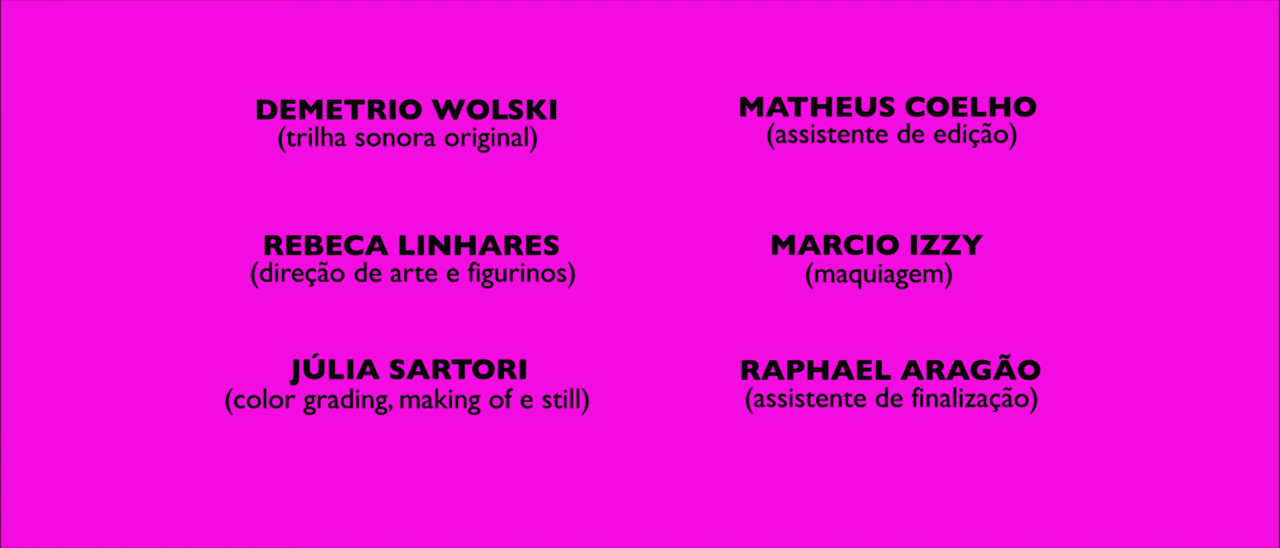 DEMETRIO WOLSKI
(trilha sonora original)
MATHEUS COELHO
(assistente de edição)
REBECA LINHARES
(direção de arte e figurinos)
MARCIO IZZY
(maquiagem)
JÚLIA SARTORI
(color grading, making of e still)
RAPHAEL ARAGÃO
(assistente de finalização)